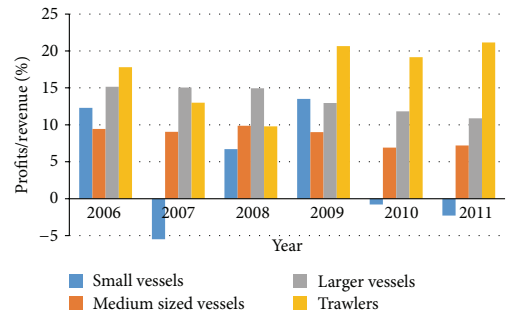 Profits/revenue (%)
25
20
15
10
5
0
−5
2006 2007 2008 2009 2010 2011
Year
Small vessels
Medium sized vessels
Larger vessels
Trawlers